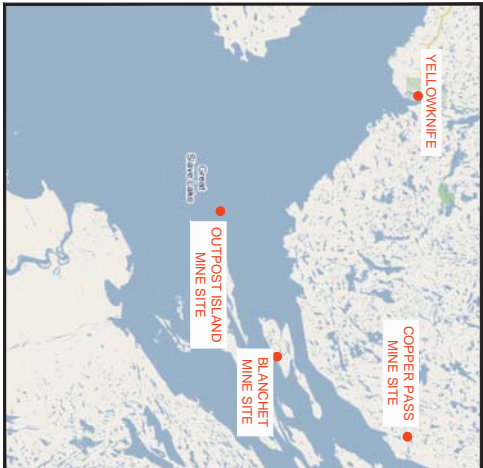 YELLOWKNIFE
COPPER PASS
MINE SITE
BLANCHET
MINE SITE
OUTPOST ISLAND
MINE SITE
Great
Slave Lake